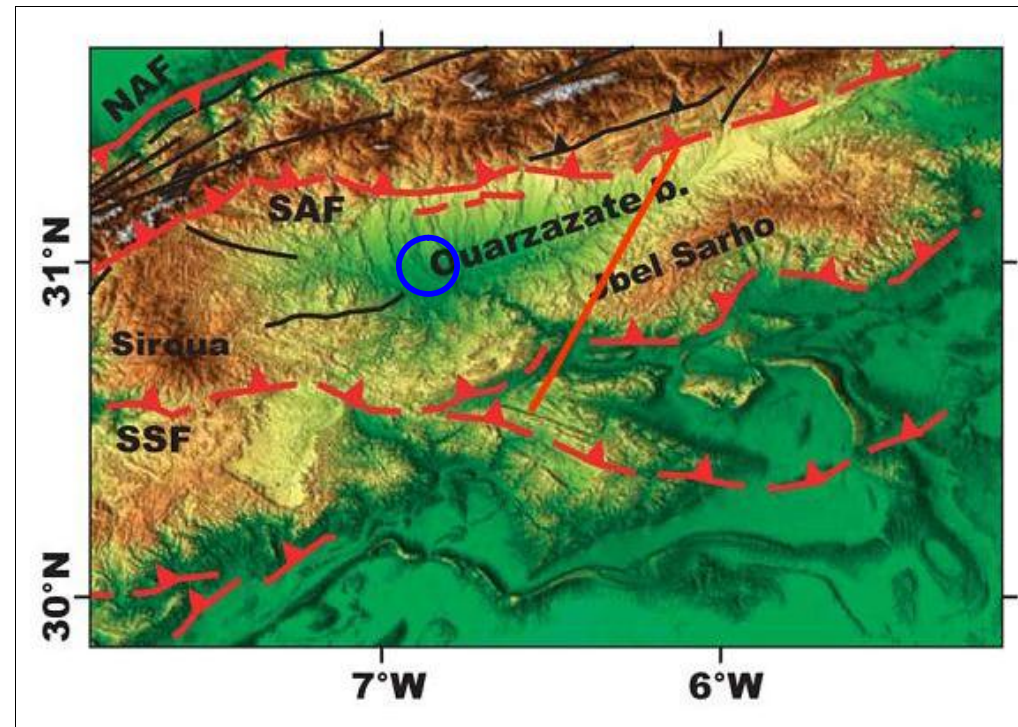 NAF
SAF
Ouarzazate b.
31°N
Jbel Sarho
Sirqua
SSF
30°N
7°W
6°W